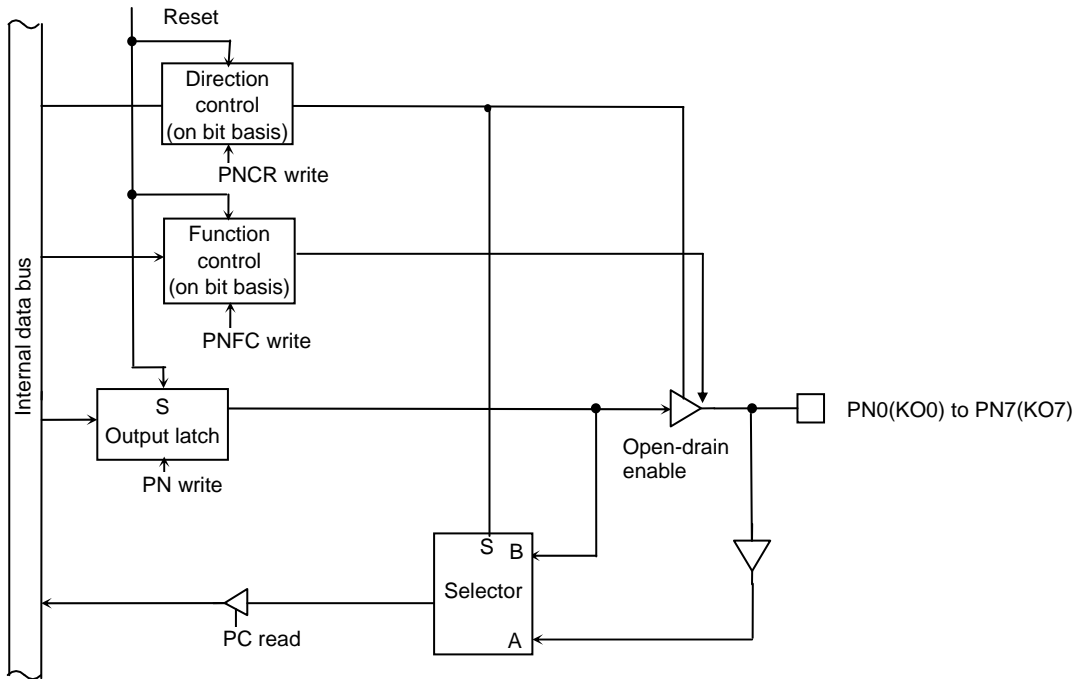 Reset
Direction
control
(on bit basis)
PNCR write
Function
control
(on bit basis)
PNFC write
Internal data bus
S
Output latch
PN write
PN0(KO0) to PN7(KO7)
Open-drain
enable
S B
Selector
A
PC read